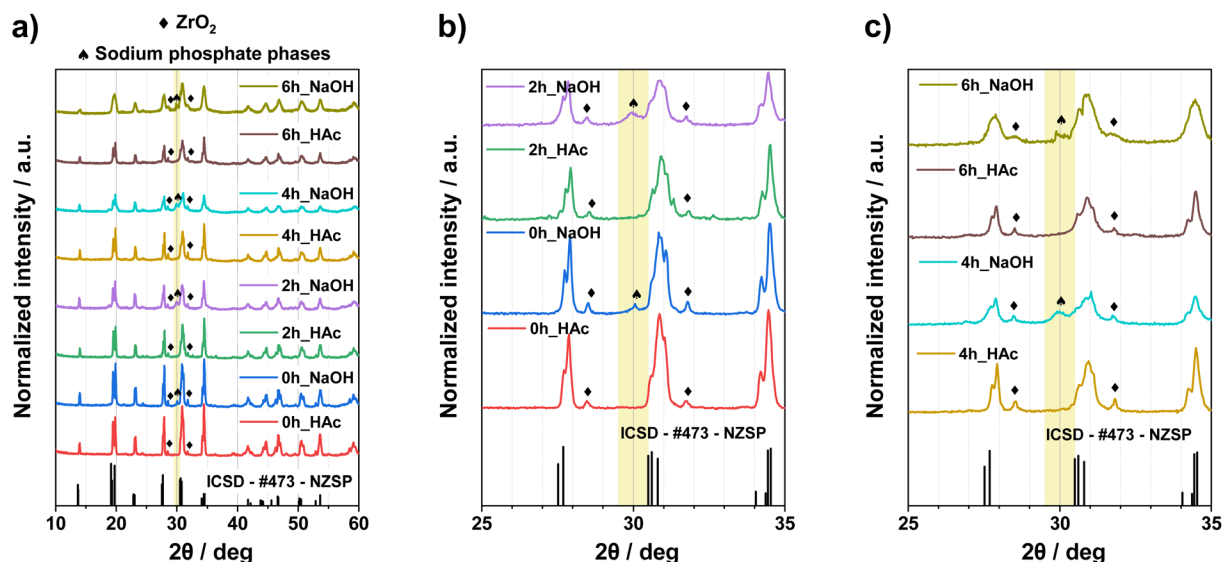 a)
♦ ZrO₂
♠ Sodium phosphate phases
Normalized intensity / a.u.
6h_NaOH
6h_HAc
4h_NaOH
4h_HAc
2h_NaOH
2h_HAc
0h_NaOH
0h_HAc
ICSD - #473 - NZSP
10 20 30 40 50 60
2θ / deg
b)
Normalized intensity / a.u.
2h_NaOH
2h_HAc
0h_NaOH
0h_HAc
ICSD - #473 - NZSP
25 30 35
2θ / deg
c)
Normalized intensity / a.u.
6h_NaOH
6h_HAc
4h_NaOH
4h_HAc
ICSD - #473 - NZSP
25 30 35
2θ / deg